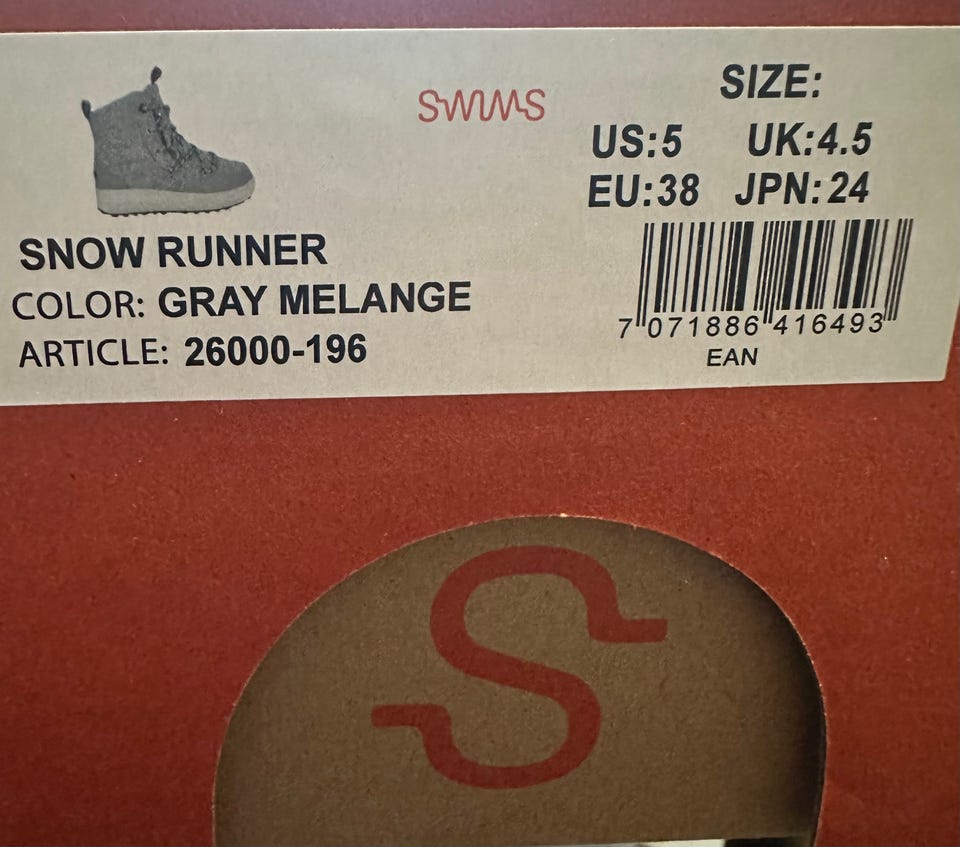 SWIMS
SIZE:
US:5 UK:4.5
EU:38 JPN:24
SNOW RUNNER
COLOR: GRAY MELANGE
ARTICLE: 26000-196
7 071886 416493
EAN
S